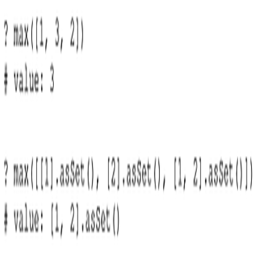 ? max([1, 3, 2])
# value: 3
? max([[1].asSet(), [2].asSet(), [1, 2].asSet()])
# value: [1, 2].asSet()